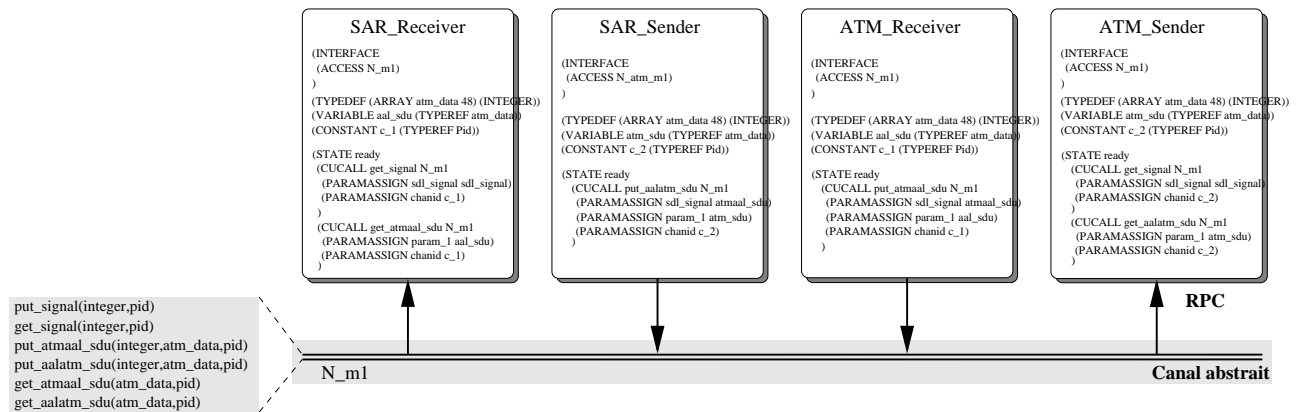 SAR_Receiver
(INTERFACE
(ACCESS N_m1)
)
(TYPEDEF (ARRAY atm_data 48) (INTEGER))
(VARIABLE aal_sdu (TYPEREF atm_data))
(CONSTANT c_1 (TYPEREF Pid))
(STATE ready
(CUCALL get_signal N_m1
(PARAMASSIGN sdl_signal sdl_signal)
(PARAMASSIGN chanid c_1)
)
(CUCALL get_atmaal_sdu N_m1
(PARAMASSIGN param_1 aal_sdu)
(PARAMASSIGN chanid c_1)
)
SAR_Sender
(INTERFACE
(ACCESS N_atm_m1)
)
(TYPEDEF (ARRAY atm_data 48) (INTEGER))
(VARIABLE atm_sdu (TYPEREF atm_data))
(CONSTANT c_2 (TYPEREF Pid))
(STATE ready
(CUCALL put_aalatm_sdu N_m1
(PARAMASSIGN sdl_signal atmaal_sdu)
(PARAMASSIGN param_1 atm_sdu)
(PARAMASSIGN chanid c_2)
)
ATM_Receiver
(INTERFACE
(ACCESS N_m1)
)
(TYPEDEF (ARRAY atm_data 48) (INTEGER))
(VARIABLE aal_sdu (TYPEREF atm_data))
(CONSTANT c_1 (TYPEREF Pid))
(STATE ready
(CUCALL put_atmaal_sdu N_m1
(PARAMASSIGN sdl_signal atmaal_sdu)
(PARAMASSIGN param_1 aal_sdu)
(PARAMASSIGN chanid c_1)
)
ATM_Sender
(INTERFACE
(ACCESS N_m1)
)
(TYPEDEF (ARRAY atm_data 48) (INTEGER))
(VARIABLE atm_sdu (TYPEREF atm_data))
(CONSTANT c_2 (TYPEREF Pid))
(STATE ready
(CUCALL get_signal N_m1
(PARAMASSIGN sdl_signal sdl_signal)
(PARAMASSIGN chanid c_2)
)
(CUCALL get_aalatm_sdu N_m1
(PARAMASSIGN param_1 atm_sdu)
(PARAMASSIGN chanid c_2)
)
RPC
put_signal(integer,pid)
get_signal(integer,pid)
put_atmaal_sdu(integer,atm_data,pid)
put_aalatm_sdu(integer,atm_data,pid)
get_atmaal_sdu(atm_data,pid)
get_aalatm_sdu(atm_data,pid)
N_m1
Canal abstrait